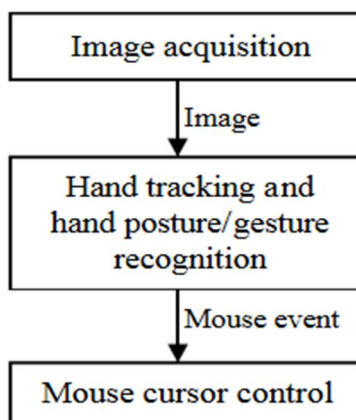 Image acquisition
Image
Hand tracking and
hand posture/gesture
recognition
Mouse event
Mouse cursor control